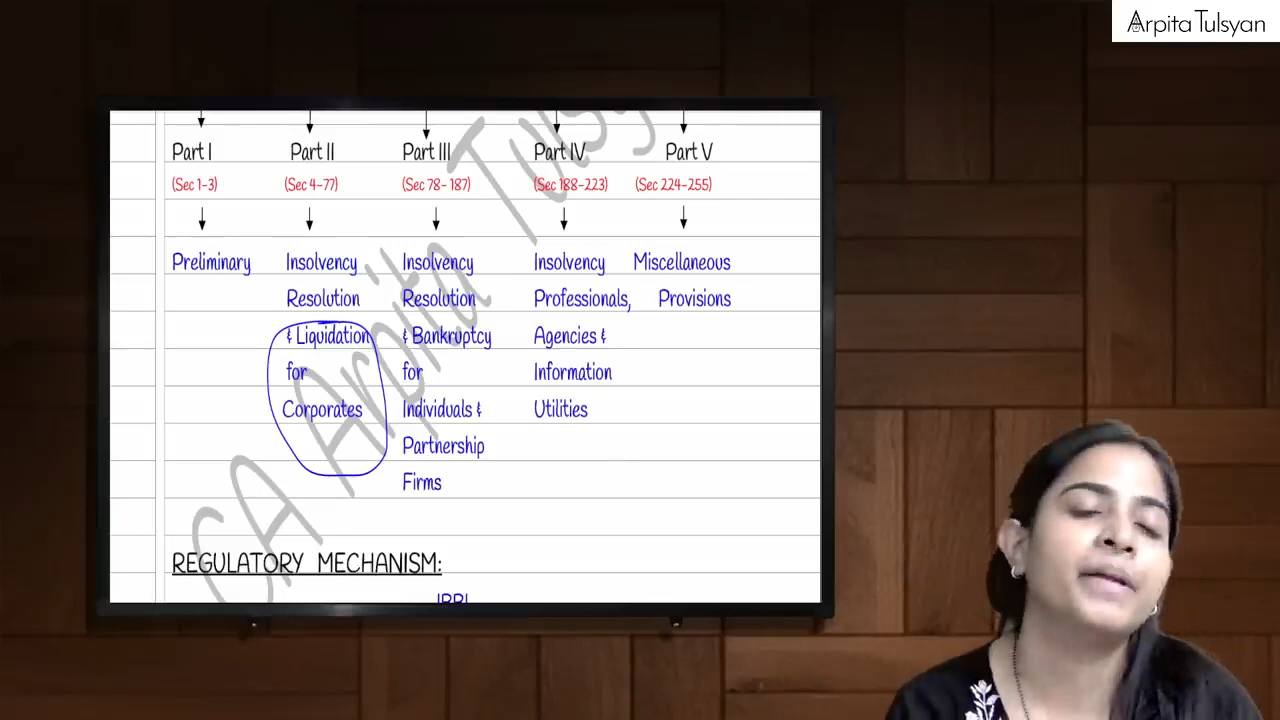 Arpita Tulsyan
Part I Part II Part III Part IV Part V
(Sec 1-3) (Sec 4-77) (Sec 78-187) (Sec 188-223) (Sec 224-255)
Preliminary Insolvency Insolvency Insolvency Miscellaneous
Resolution Resolution Professionals, Provisions
& Liquidation & Bankruptcy Agencies &
for for Information
Corporates Individuals & Utilities
Partnership
Firms
REGULATORY MECHANISM:
IBBI
CA Arpita Tulsy